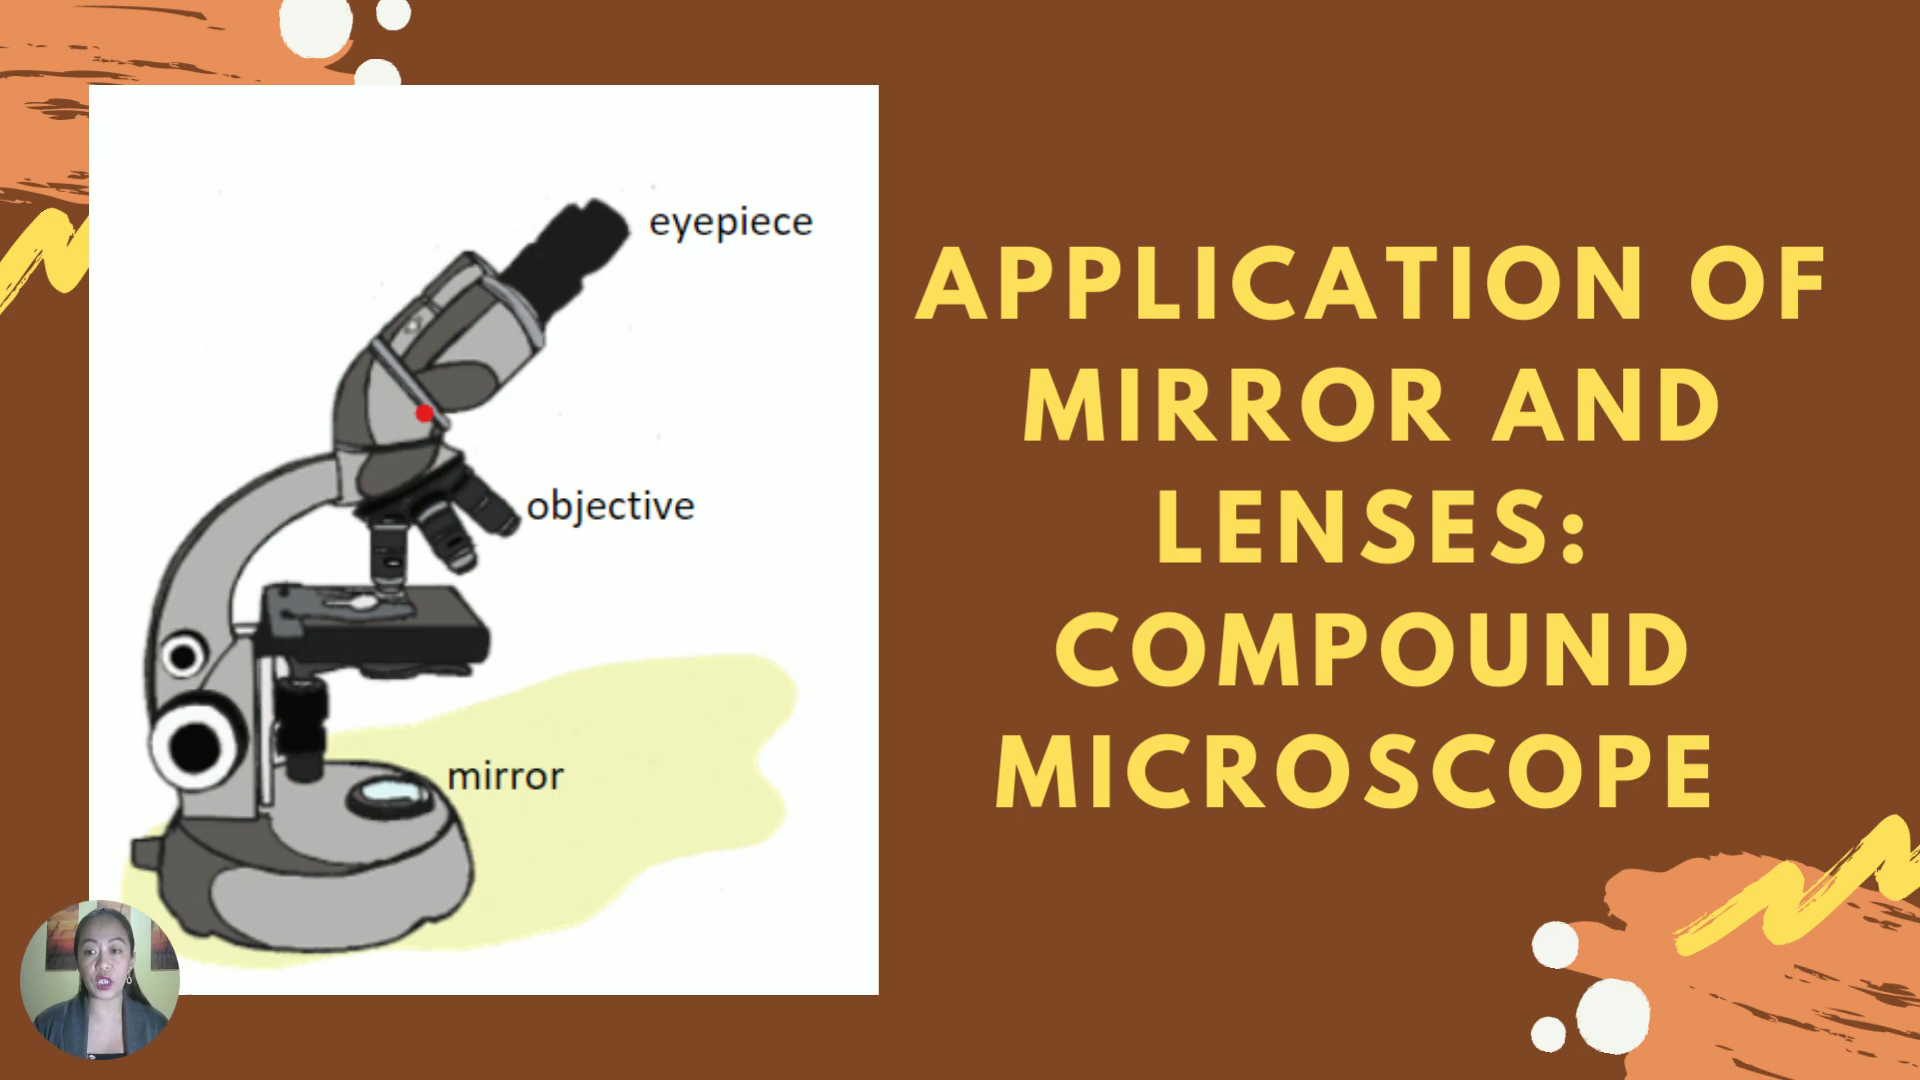 eyepiece
objective
mirror
APPLICATION OF
MIRROR AND
LENSES:
COMPOUND
MICROSCOPE